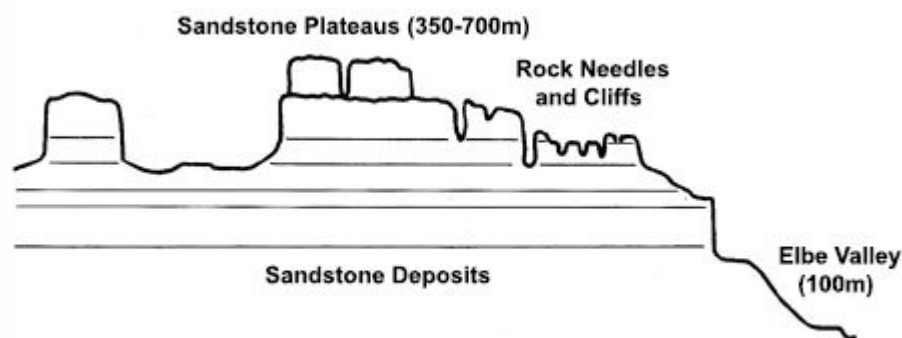 Sandstone Plateaus (350-700m)
Rock Needles
and Cliffs
Elbe Valley
(100m)
Sandstone Deposits